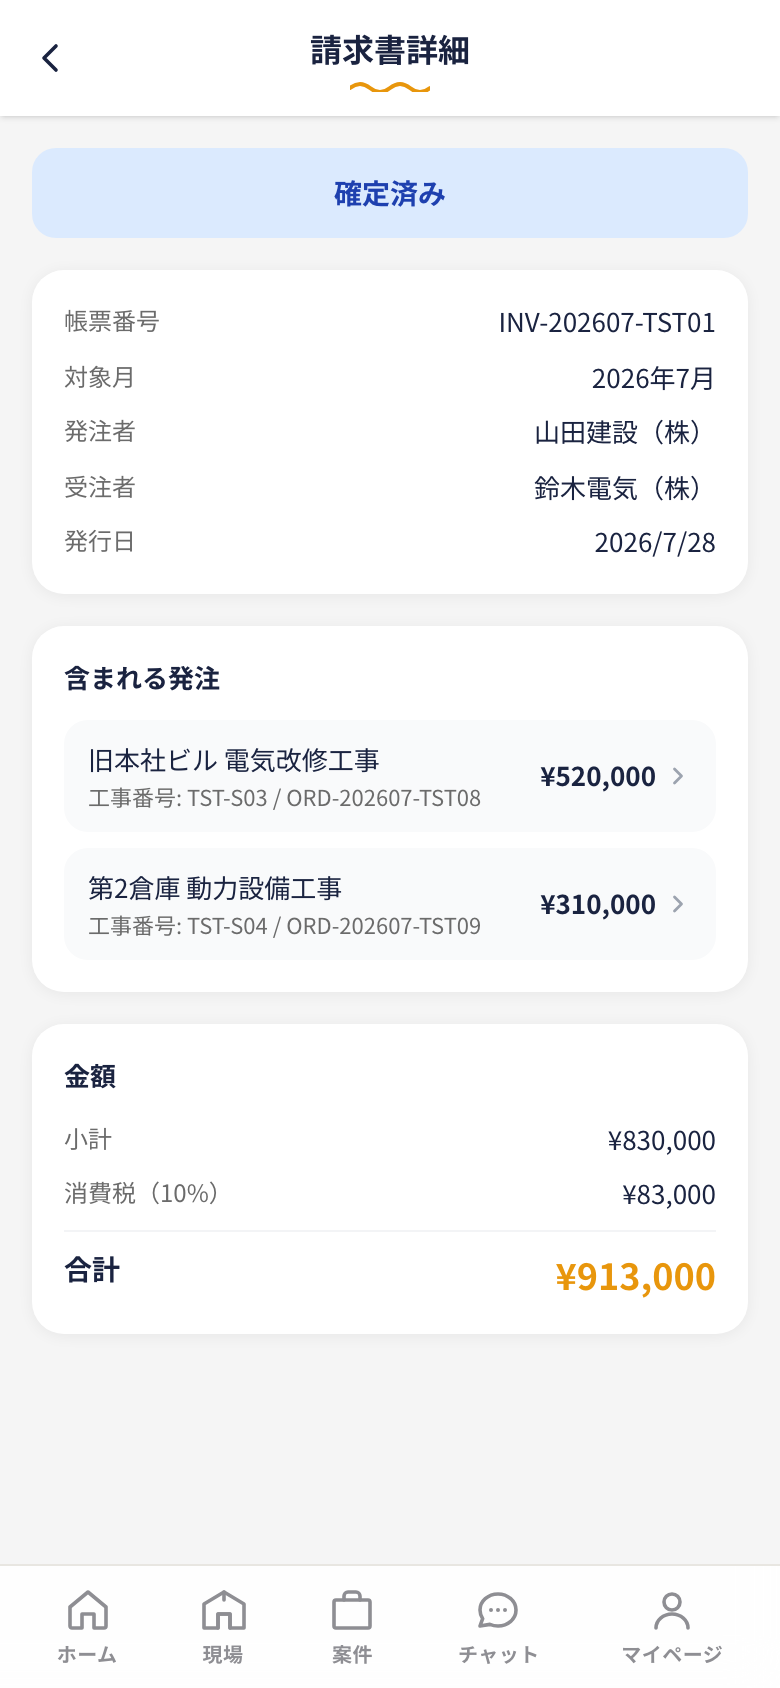 請求書詳細
確定済み
帳票番号 INV-202607-TST01
対象月 2026年7月
発注者 山田建設（株）
受注者 鈴木電気（株）
発行日 2026/7/28
含まれる発注
旧本社ビル 電気改修工事
工事番号: TST-S03 / ORD-202607-TST08
¥520,000
第2倉庫 動力設備工事
工事番号: TST-S04 / ORD-202607-TST09
¥310,000
金額
小計 ¥830,000
消費税（10%） ¥83,000
合計 ¥913,000
ホーム 現場 案件 チャット マイページ